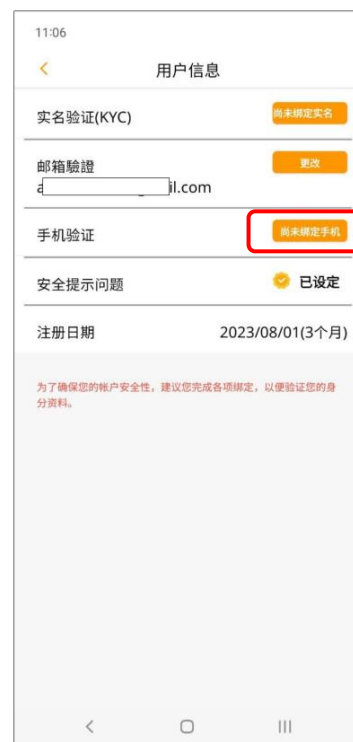 11:06
用户信息
实名验证(KYC)
尚未绑定实名
邮箱驗證
更改
a il.com
手机验证
尚未绑定手机
安全提示问题
已设定
注册日期
2023/08/01(3个月)
为了确保您的帐户安全性，建议您完成各项绑定，以便验证您的身
分资料。